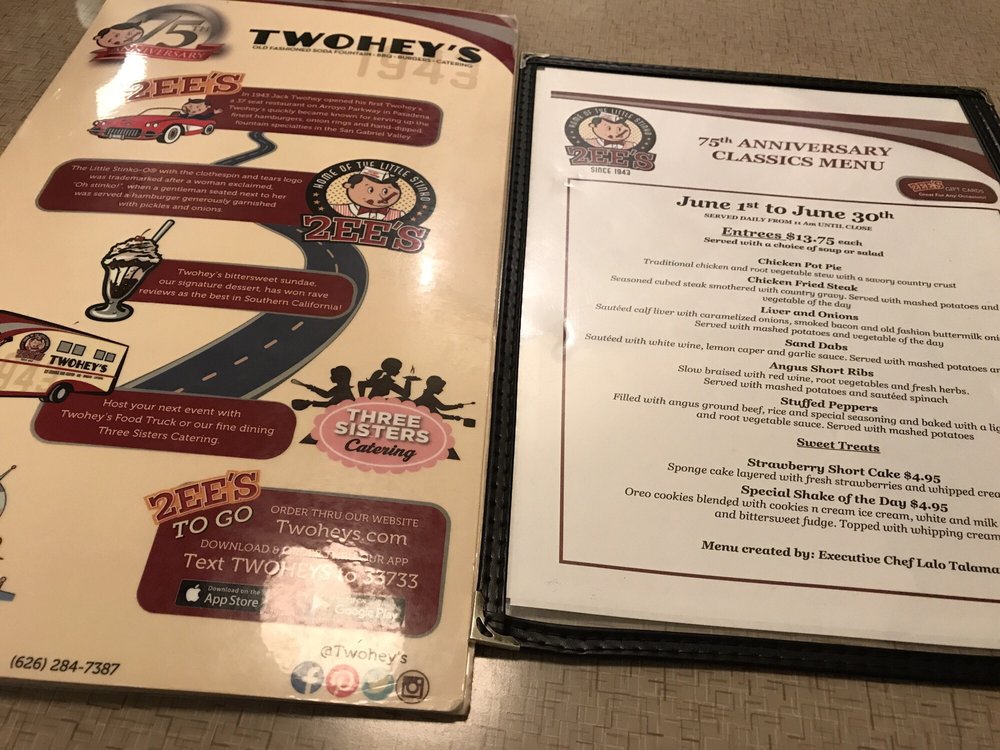 75TH
ANNIVERSARY
TWOHEY'S
OLD FASHIONED SODA FOUNTAIN • BBQ • BURGERS • CATERING
1943
2EE'S
In 1943 Jack Twohey opened his first Twohey's,
a 37 seat restaurant on Arroyo Parkway in Pasadena.
Twohey's quickly became known for serving up the
finest hamburgers, onion rings and hand-dipped
fountain specialties in the San Gabriel Valley.
The Little Stinko-O® with the clothespin and tears logo
was trademarked after a woman exclaimed,
"Oh stinko!", when a gentleman seated next to her
was served a hamburger generously garnished
with pickles and onions.
HOME OF THE LITTLE STINKO
2EE'S
Twohey's bittersweet sundae,
our signature dessert, has won rave
reviews as the best in Southern California!
TWOHEY'S
Host your next event with
Twohey's Food Truck or our fine dining
Three Sisters Catering.
THREE
SISTERS
Catering
2EE'S
TO GO
ORDER THRU OUR WEBSITE
Twoheys.com
DOWNLOAD & OUR APP
Text TWOHEYS to 33733
Download on the
App Store
Google Play
@Twohey's
(626) 284-7387
HOME OF THE LITTLE STINKO
2EE'S
SINCE 1943
75th ANNIVERSARY
CLASSICS MENU
2EE'S GIFT CARDS
Great For Any Occasion!
June 1st to June 30th
SERVED DAILY FROM 11 Am UNTIL CLOSE
Entrees $13.75 each
Served with a choice of soup or salad
Chicken Pot Pie
Traditional chicken and root vegetable stew with a savory country crust
Chicken Fried Steak
Seasoned cubed steak smothered with country gravy. Served with mashed potatoes and
vegetable of the day
Liver and Onions
Sautéed calf liver with caramelized onions, smoked bacon and old fashion buttermilk oni
Served with mashed potatoes and vegetable of the day
Sand Dabs
Sautéed with white wine, lemon caper and garlic sauce. Served with mashed potatoes an
Angus Short Ribs
Slow braised with red wine, root vegetables and fresh herbs.
Served with mashed potatoes and sautéed spinach
Stuffed Peppers
Filled with angus ground beef, rice and special seasoning and baked with a lig
and root vegetable sauce. Served with mashed potatoes
Sweet Treats
Strawberry Short Cake $4.95
Sponge cake layered with fresh strawberries and whipped crea
Special Shake of the Day $4.95
Oreo cookies blended with cookies n cream ice cream, white and milk
and bittersweet fudge. Topped with whipping cream
Menu created by: Executive Chef Lalo Talama